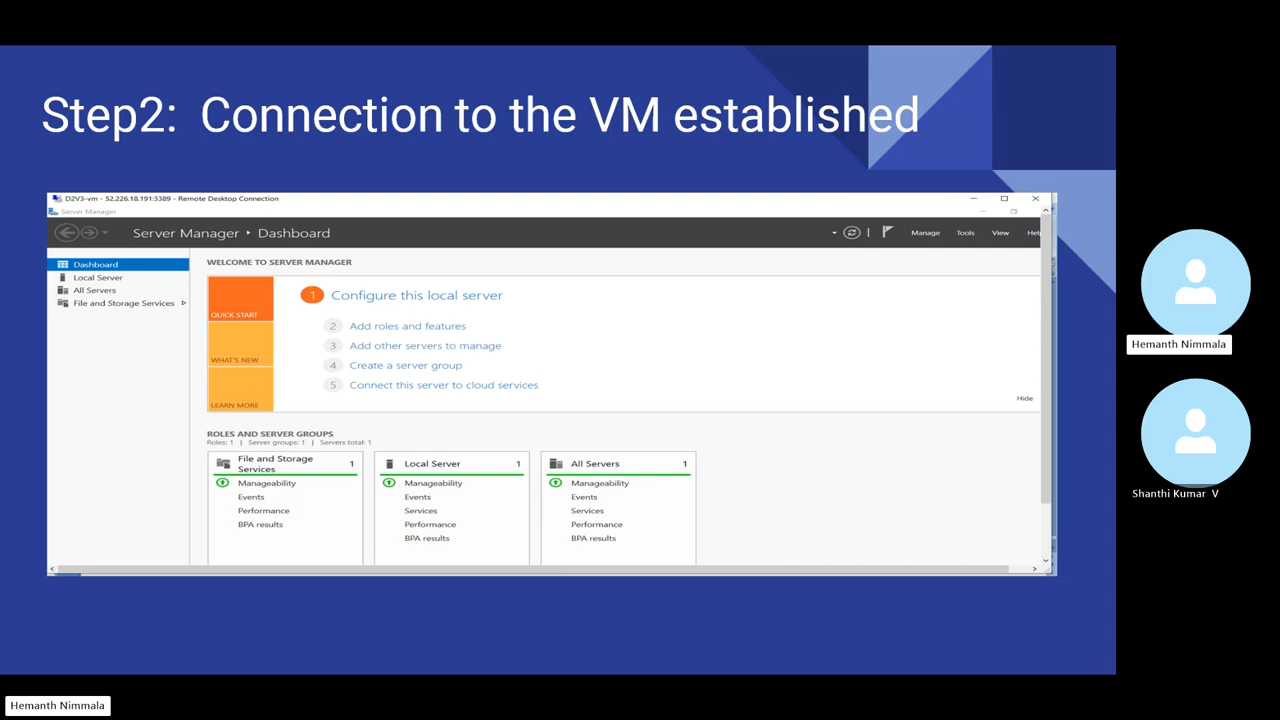 Step2: Connection to the VM established
D2V3-vm - 52.226.18.191:3389 - Remote Desktop Connection
Server Manager
Server Manager • Dashboard
Manage Tools View Help
Dashboard
Local Server
All Servers
File and Storage Services
WELCOME TO SERVER MANAGER
QUICK START
WHAT'S NEW
LEARN MORE
1 Configure this local server
2 Add roles and features
3 Add other servers to manage
4 Create a server group
5 Connect this server to cloud services
Hide
ROLES AND SERVER GROUPS
Roles: 1 | Server groups: 1 | Servers total: 1
File and Storage
Services 1
Manageability
Events
Performance
BPA results
Local Server 1
Manageability
Events
Services
Performance
BPA results
All Servers 1
Manageability
Events
Services
Performance
BPA results
Hemanth Nimmala
Shanthi Kumar V
Hemanth Nimmala